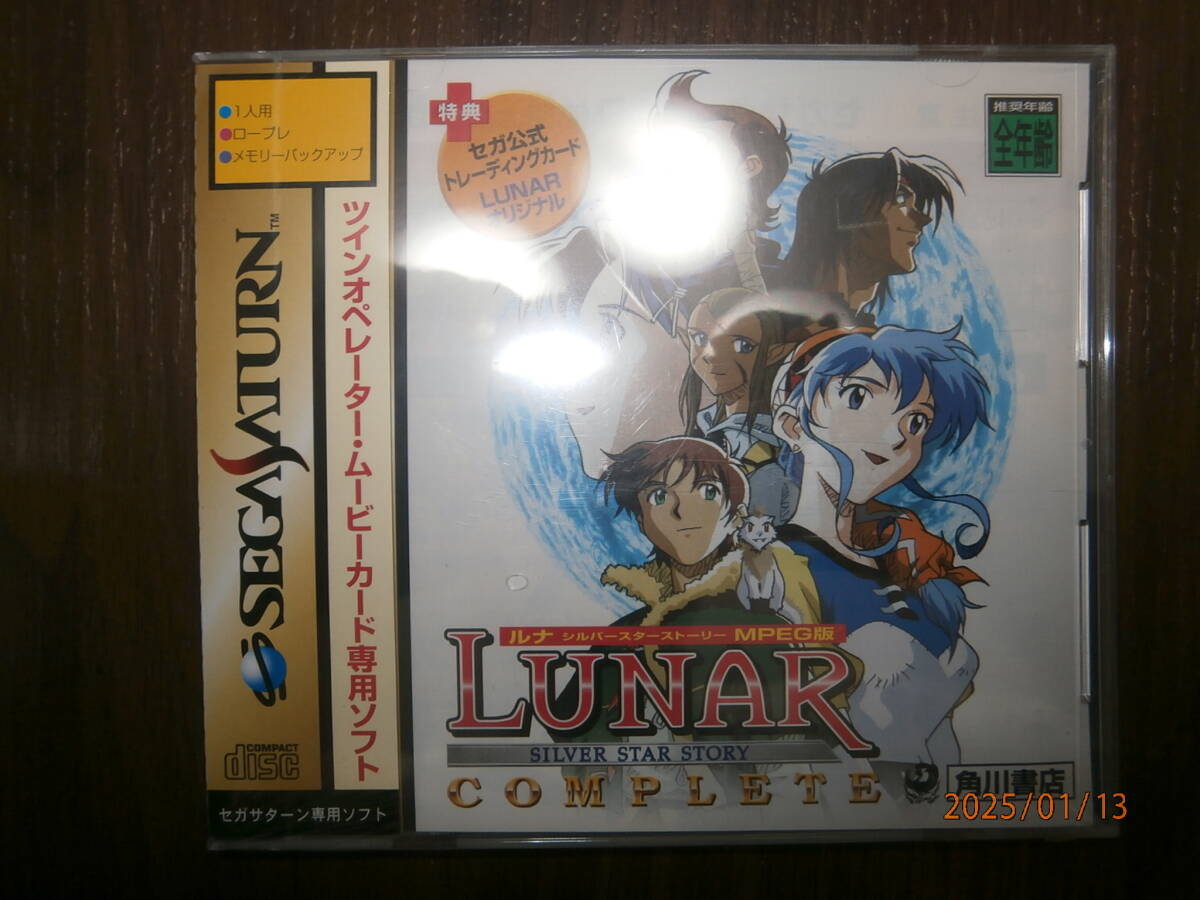 ●1人用
●ロープレ
●メモリーバックアップ
SEGA SATURN™
COMPACT
disc
セガサターン専用ソフト
ツインオペレーター・ムービーカード専用ソフト
特典
セガ公式
トレーディングカード
LUNAR
オリジナル
推奨年齢
全年齢
ルナ シルバースターストーリー MPEG版
LUNAR
SILVER STAR STORY
COMPLETE
角川書店
2025/01/13